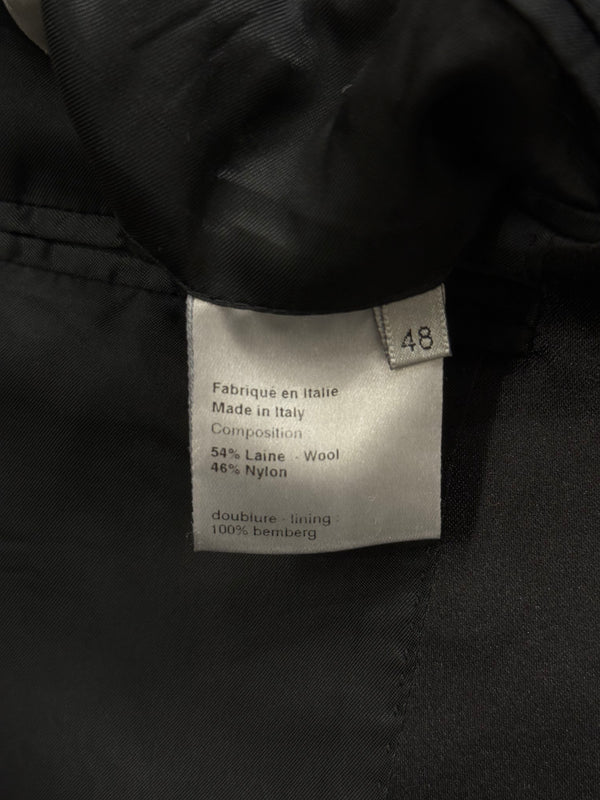 48
Fabriqué en Italie
Made in Italy
Composition :
54% Laine - Wool
46% Nylon
doublure - lining :
100% bemberg